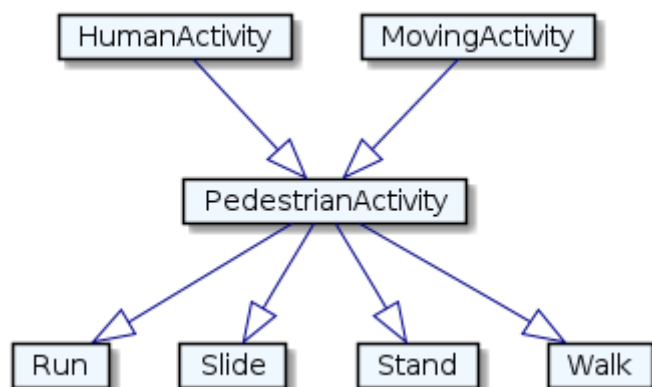 HumanActivity
MovingActivity
PedestrianActivity
Run
Slide
Stand
Walk